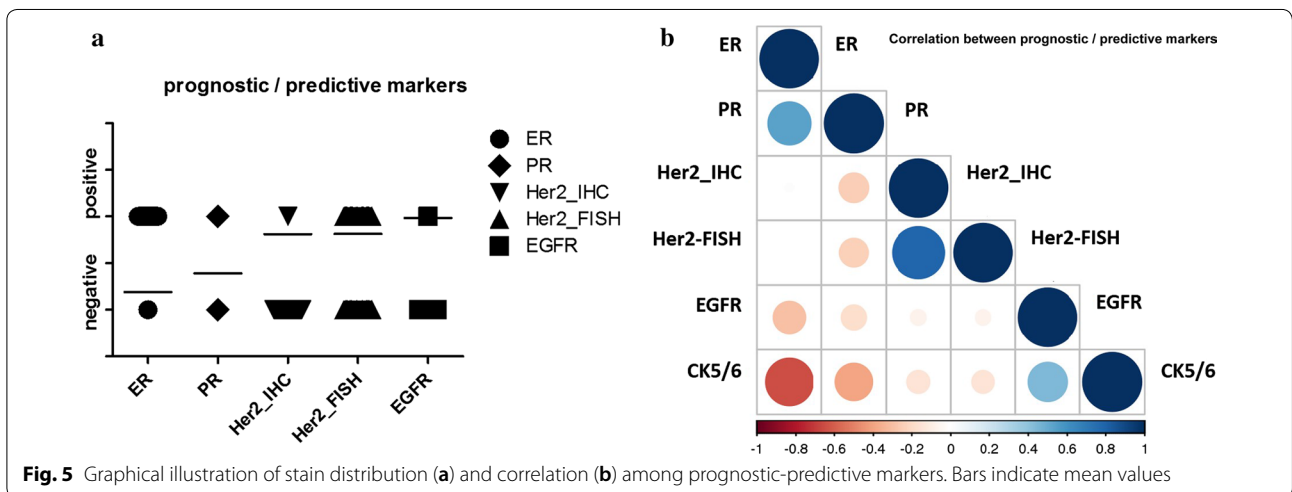 a
prognostic / predictive markers
positive
negative
ER
PR
Her2_IHC
Her2_FISH
EGFR
ER
PR
Her2_IHC
Her2_FISH
EGFR
b
Correlation between prognostic / predictive markers
ER ER
PR PR
Her2_IHC Her2_IHC
Her2-FISH Her2-FISH
EGFR EGFR
CK5/6 CK5/6
-1 -0.8 -0.6 -0.4 -0.2 0 0.2 0.4 0.6 0.8 1
Fig. 5 Graphical illustration of stain distribution (a) and correlation (b) among prognostic-predictive markers. Bars indicate mean values